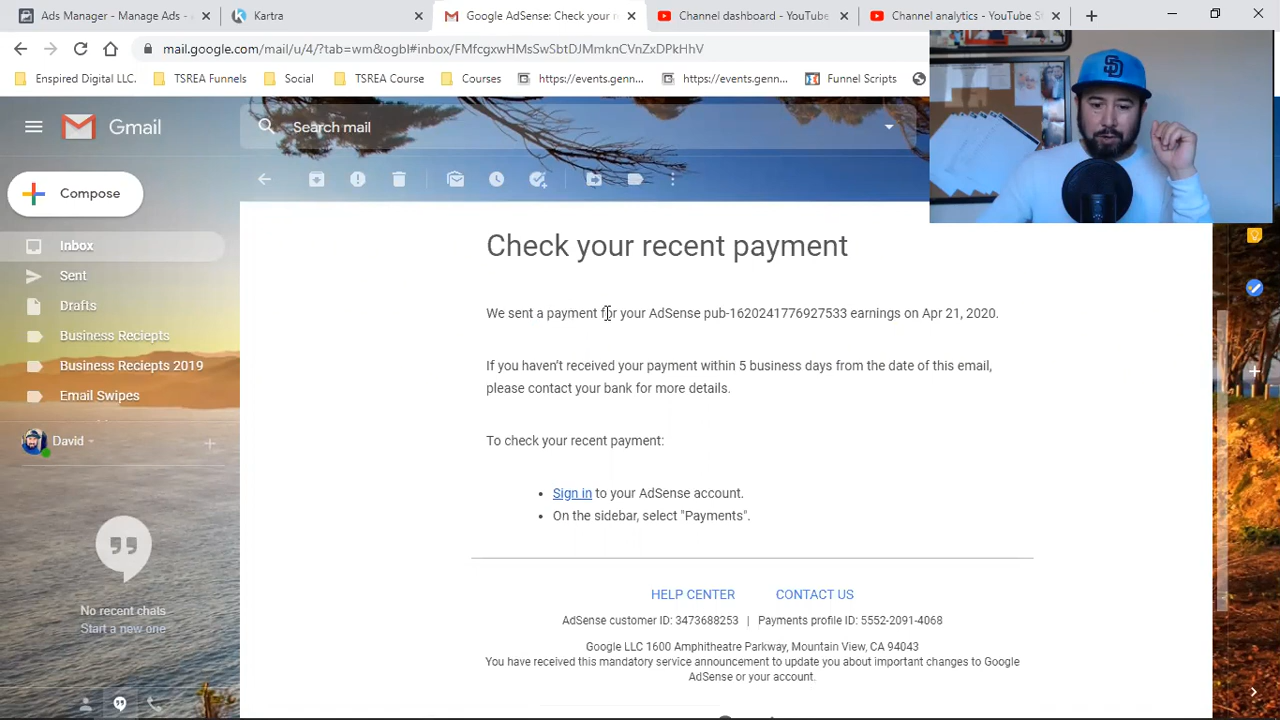 Ads Manager - Manage Ads -
Kartra
Google AdSense: Check your r
Channel dashboard - YouTube
Channel analytics - YouTube St
mail.google.com/mail/u/4/?tab=wm&ogbl#inbox/FMfcgxwHMsSwSbtDJMmknCVnZxDPkHhV
Enspired Digital LLC.
TSREA Funnels
Social
TSREA Course
Courses
https://events.genn...
https://events.genn...
Funnel Scripts
Gmail
Search mail
Compose
Inbox
Sent
Drafts
Business Reciepts
Business Reciepts 2019
Email Swipes
David
No recent chats
Start a new one
Check your recent payment
We sent a payment for your AdSense pub-1620241776927533 earnings on Apr 21, 2020.
If you haven't received your payment within 5 business days from the date of this email,
please contact your bank for more details.
To check your recent payment:
• Sign in to your AdSense account.
• On the sidebar, select "Payments".
HELP CENTER CONTACT US
AdSense customer ID: 3473688253 | Payments profile ID: 5552-2091-4068
Google LLC 1600 Amphitheatre Parkway, Mountain View, CA 94043
You have received this mandatory service announcement to update you about important changes to Google
AdSense or your account.
SD